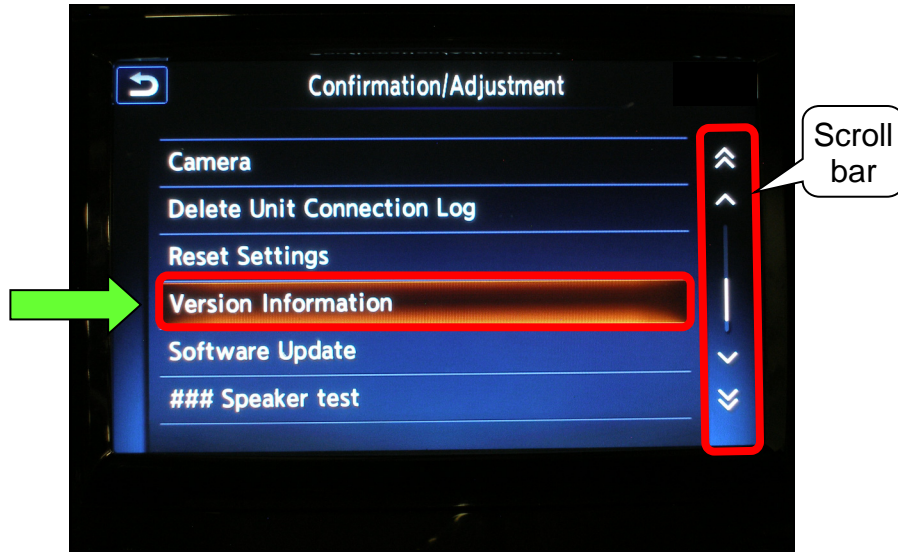 Confirmation/Adjustment
Camera
Delete Unit Connection Log
Reset Settings
Version Information
Software Update
### Speaker test
Scroll
bar